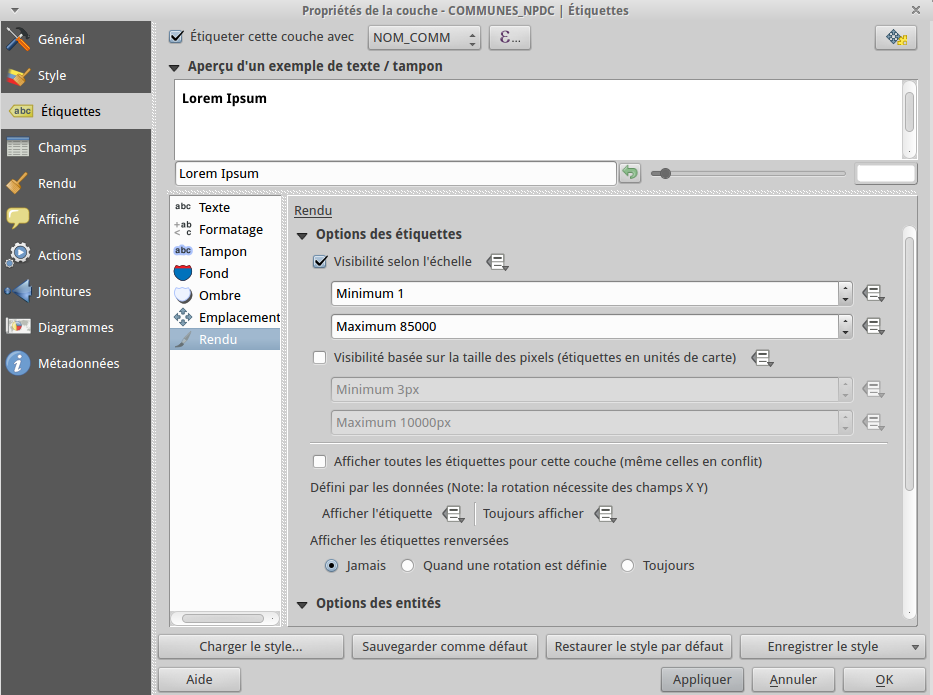 Propriétés de la couche - COMMUNES_NPDC | Étiquettes
Général
Style
abc Étiquettes
Champs
Rendu
Affiché
Actions
Jointures
Diagrammes
Métadonnées
Étiqueter cette couche avec NOM_COMM ε...
Aperçu d'un exemple de texte / tampon
Lorem Ipsum
Lorem Ipsum
abc Texte
+ab < c Formatage
abc Tampon
Fond
Ombre
Emplacement
Rendu
Rendu
Options des étiquettes
Visibilité selon l'échelle
Minimum 1
Maximum 85000
Visibilité basée sur la taille des pixels (étiquettes en unités de carte)
Minimum 3px
Maximum 10000px
Afficher toutes les étiquettes pour cette couche (même celles en conflit)
Défini par les données (Note: la rotation nécessite des champs X Y)
Afficher l'étiquette Toujours afficher
Afficher les étiquettes renversées
Jamais Quand une rotation est définie Toujours
Options des entités
Charger le style... Sauvegarder comme défaut Restaurer le style par défaut Enregistrer le style
Aide Appliquer Annuler OK